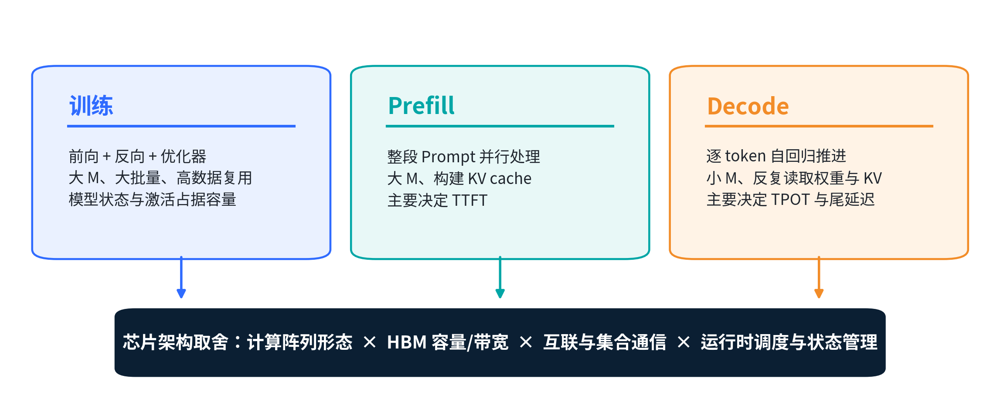 训练
前向 + 反向 + 优化器
大 M、大批量、高数据复用
模型状态与激活占据容量
Prefill
整段 Prompt 并行处理
大 M、构建 KV cache
主要决定 TTFT
Decode
逐 token 自回归推进
小 M、反复读取权重与 KV
主要决定 TPOT 与尾延迟
芯片架构取舍：计算阵列形态 × HBM 容量/带宽 × 互联与集合通信 × 运行时调度与状态管理